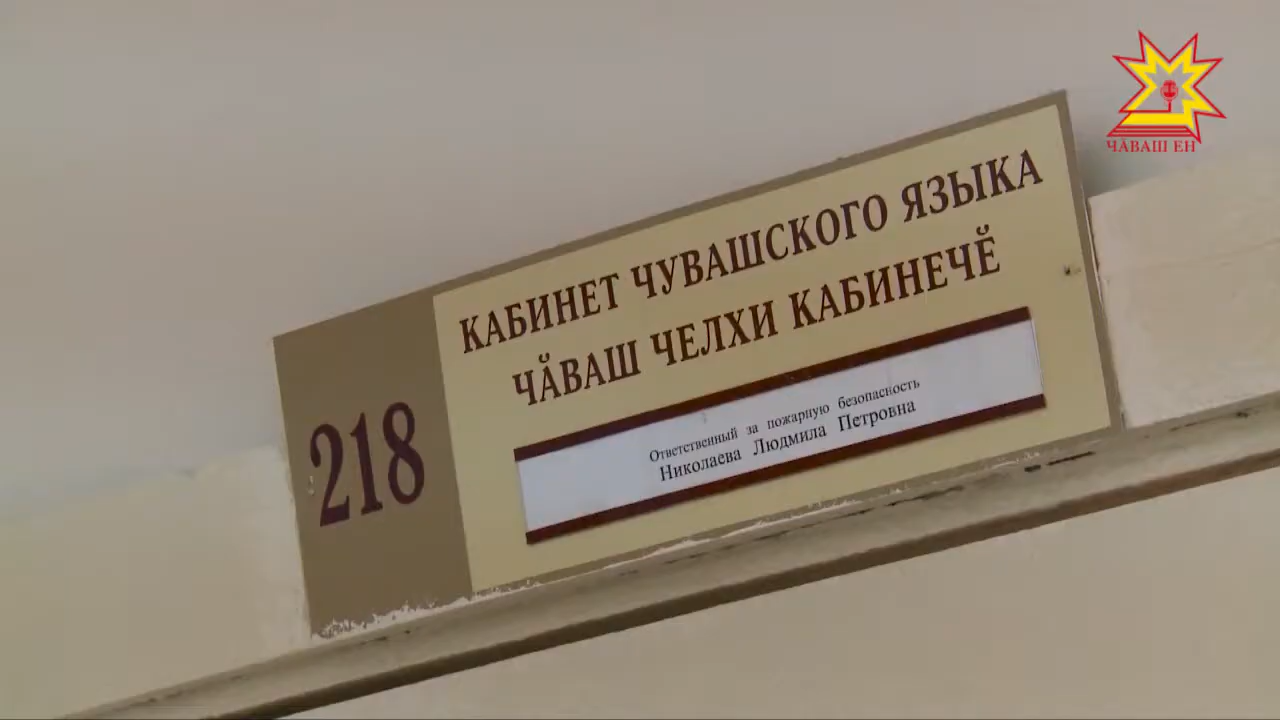 ЧӐВАШ ЕН
218
КАБИНЕТ ЧУВАШСКОГО ЯЗЫКА
ЧӐВАШ ЧЕЛХИ КАБИНЕЧӖ
Ответственный за пожарную безопасность
Николаева Людмила Петровна